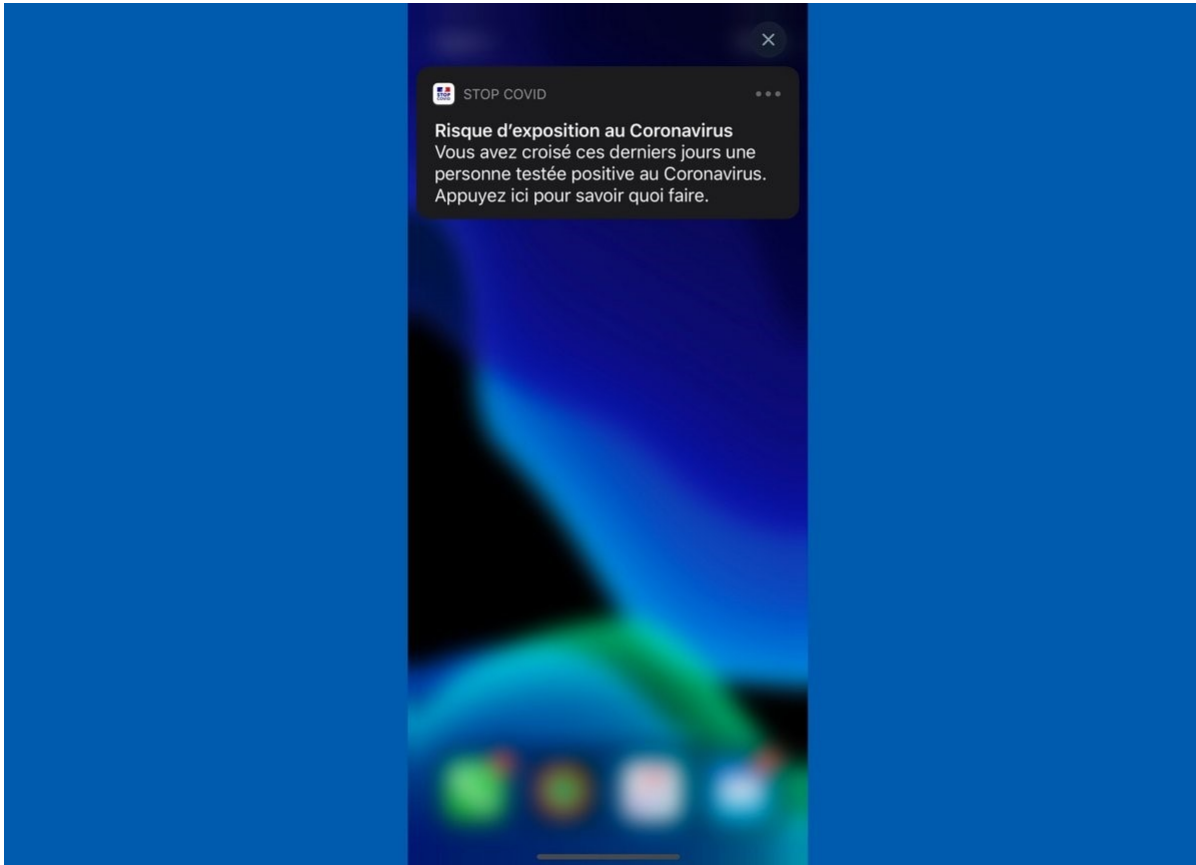 STOP COVID
Risque d’exposition au Coronavirus
Vous avez croisé ces derniers jours une
personne testée positive au Coronavirus.
Appuyez ici pour savoir quoi faire.